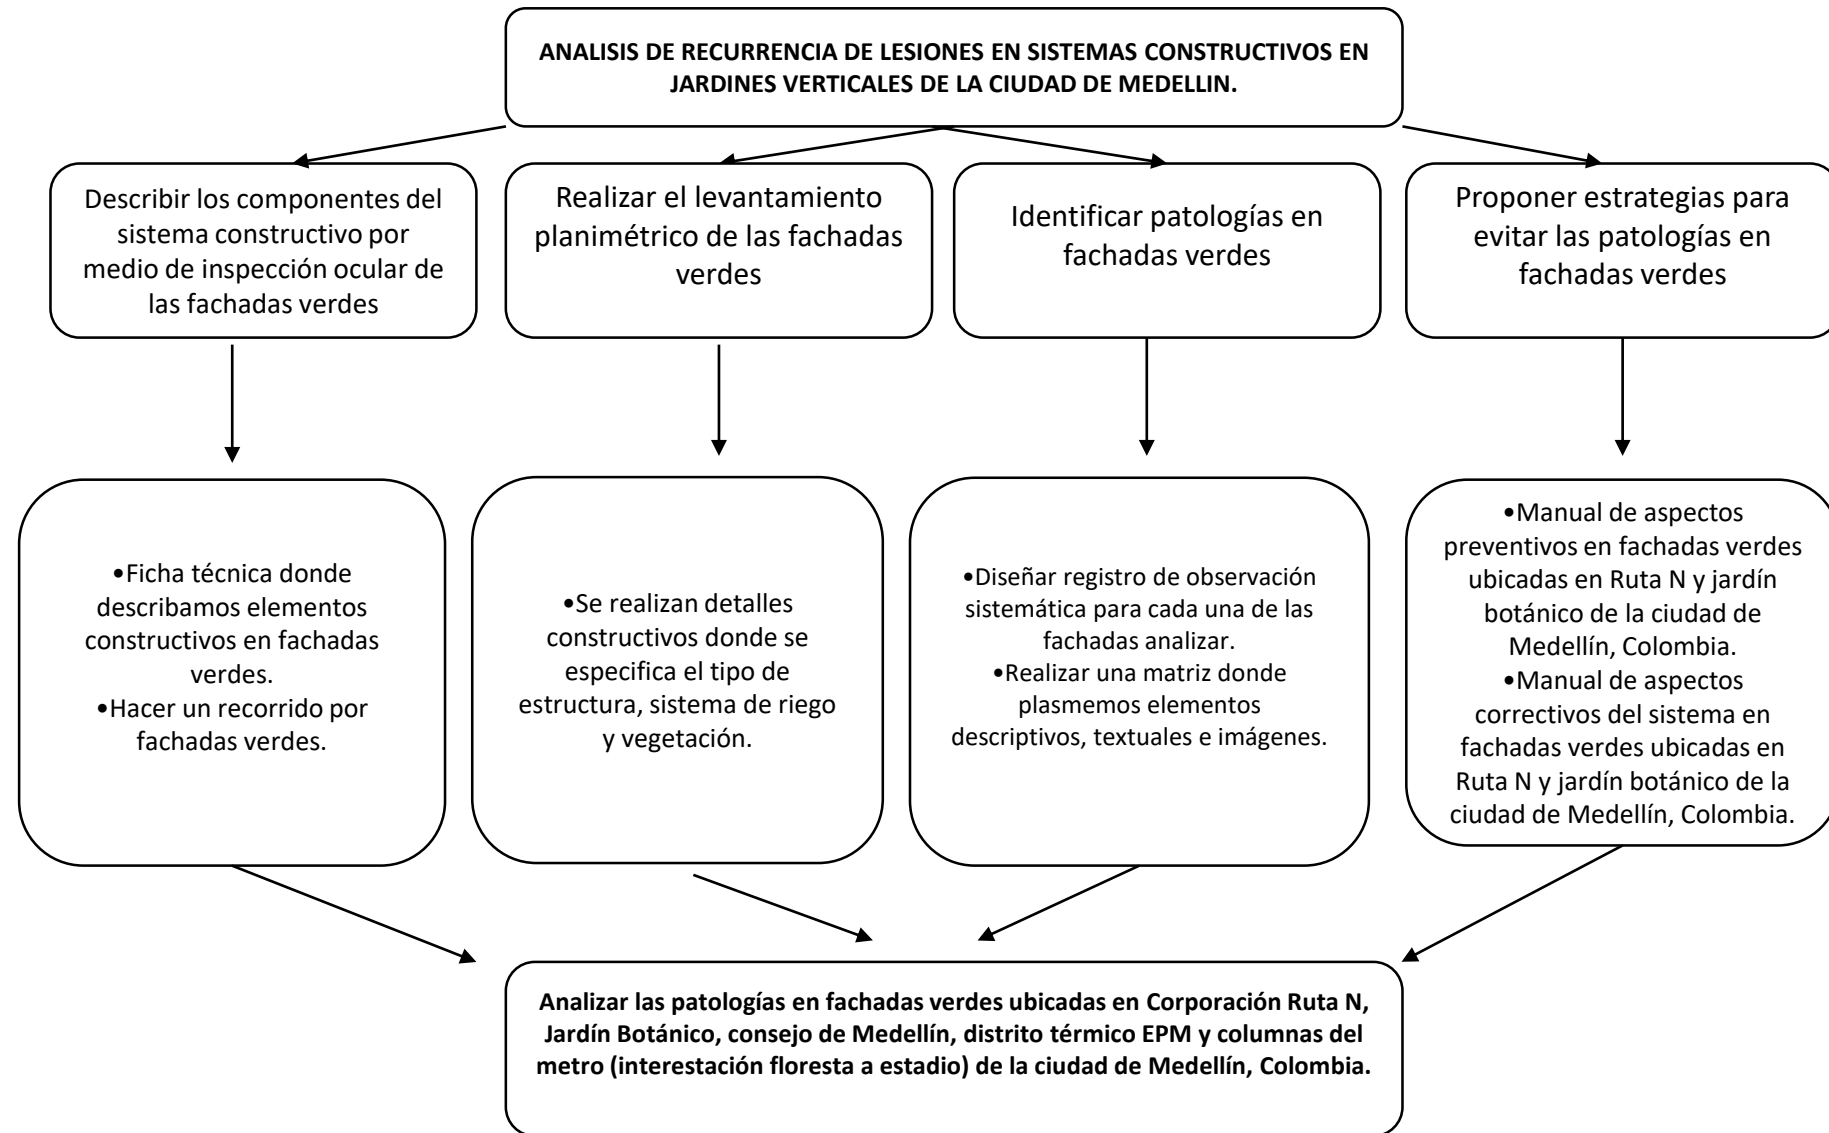 ANALISIS DE RECURRENCIA DE LESIONES EN SISTEMAS CONSTRUCTIVOS EN
JARDINES VERTICALES DE LA CIUDAD DE MEDELLIN.
Describir los componentes del
sistema constructivo por
medio de inspección ocular de
las fachadas verdes
Realizar el levantamiento
planimétrico de las fachadas
verdes
Identificar patologías en
fachadas verdes
Proponer estrategias para
evitar las patologías en
fachadas verdes
•Ficha técnica donde
describamos elementos
constructivos en fachadas
verdes.
•Hacer un recorrido por
fachadas verdes.
•Se realizan detalles
constructivos donde se
especifica el tipo de
estructura, sistema de riego
y vegetación.
•Diseñar registro de observación
sistemática para cada una de las
fachadas analizar.
•Realizar una matriz donde
plasmemos elementos
descriptivos, textuales e imágenes.
•Manual de aspectos
preventivos en fachadas verdes
ubicadas en Ruta N y jardín
botánico de la ciudad de
Medellín, Colombia.
•Manual de aspectos
correctivos del sistema en
fachadas verdes ubicadas en
Ruta N y jardín botánico de la
ciudad de Medellín, Colombia.
Analizar las patologías en fachadas verdes ubicadas en Corporación Ruta N,
Jardín Botánico, consejo de Medellín, distrito térmico EPM y columnas del
metro (interestación floresta a estadio) de la ciudad de Medellín, Colombia.